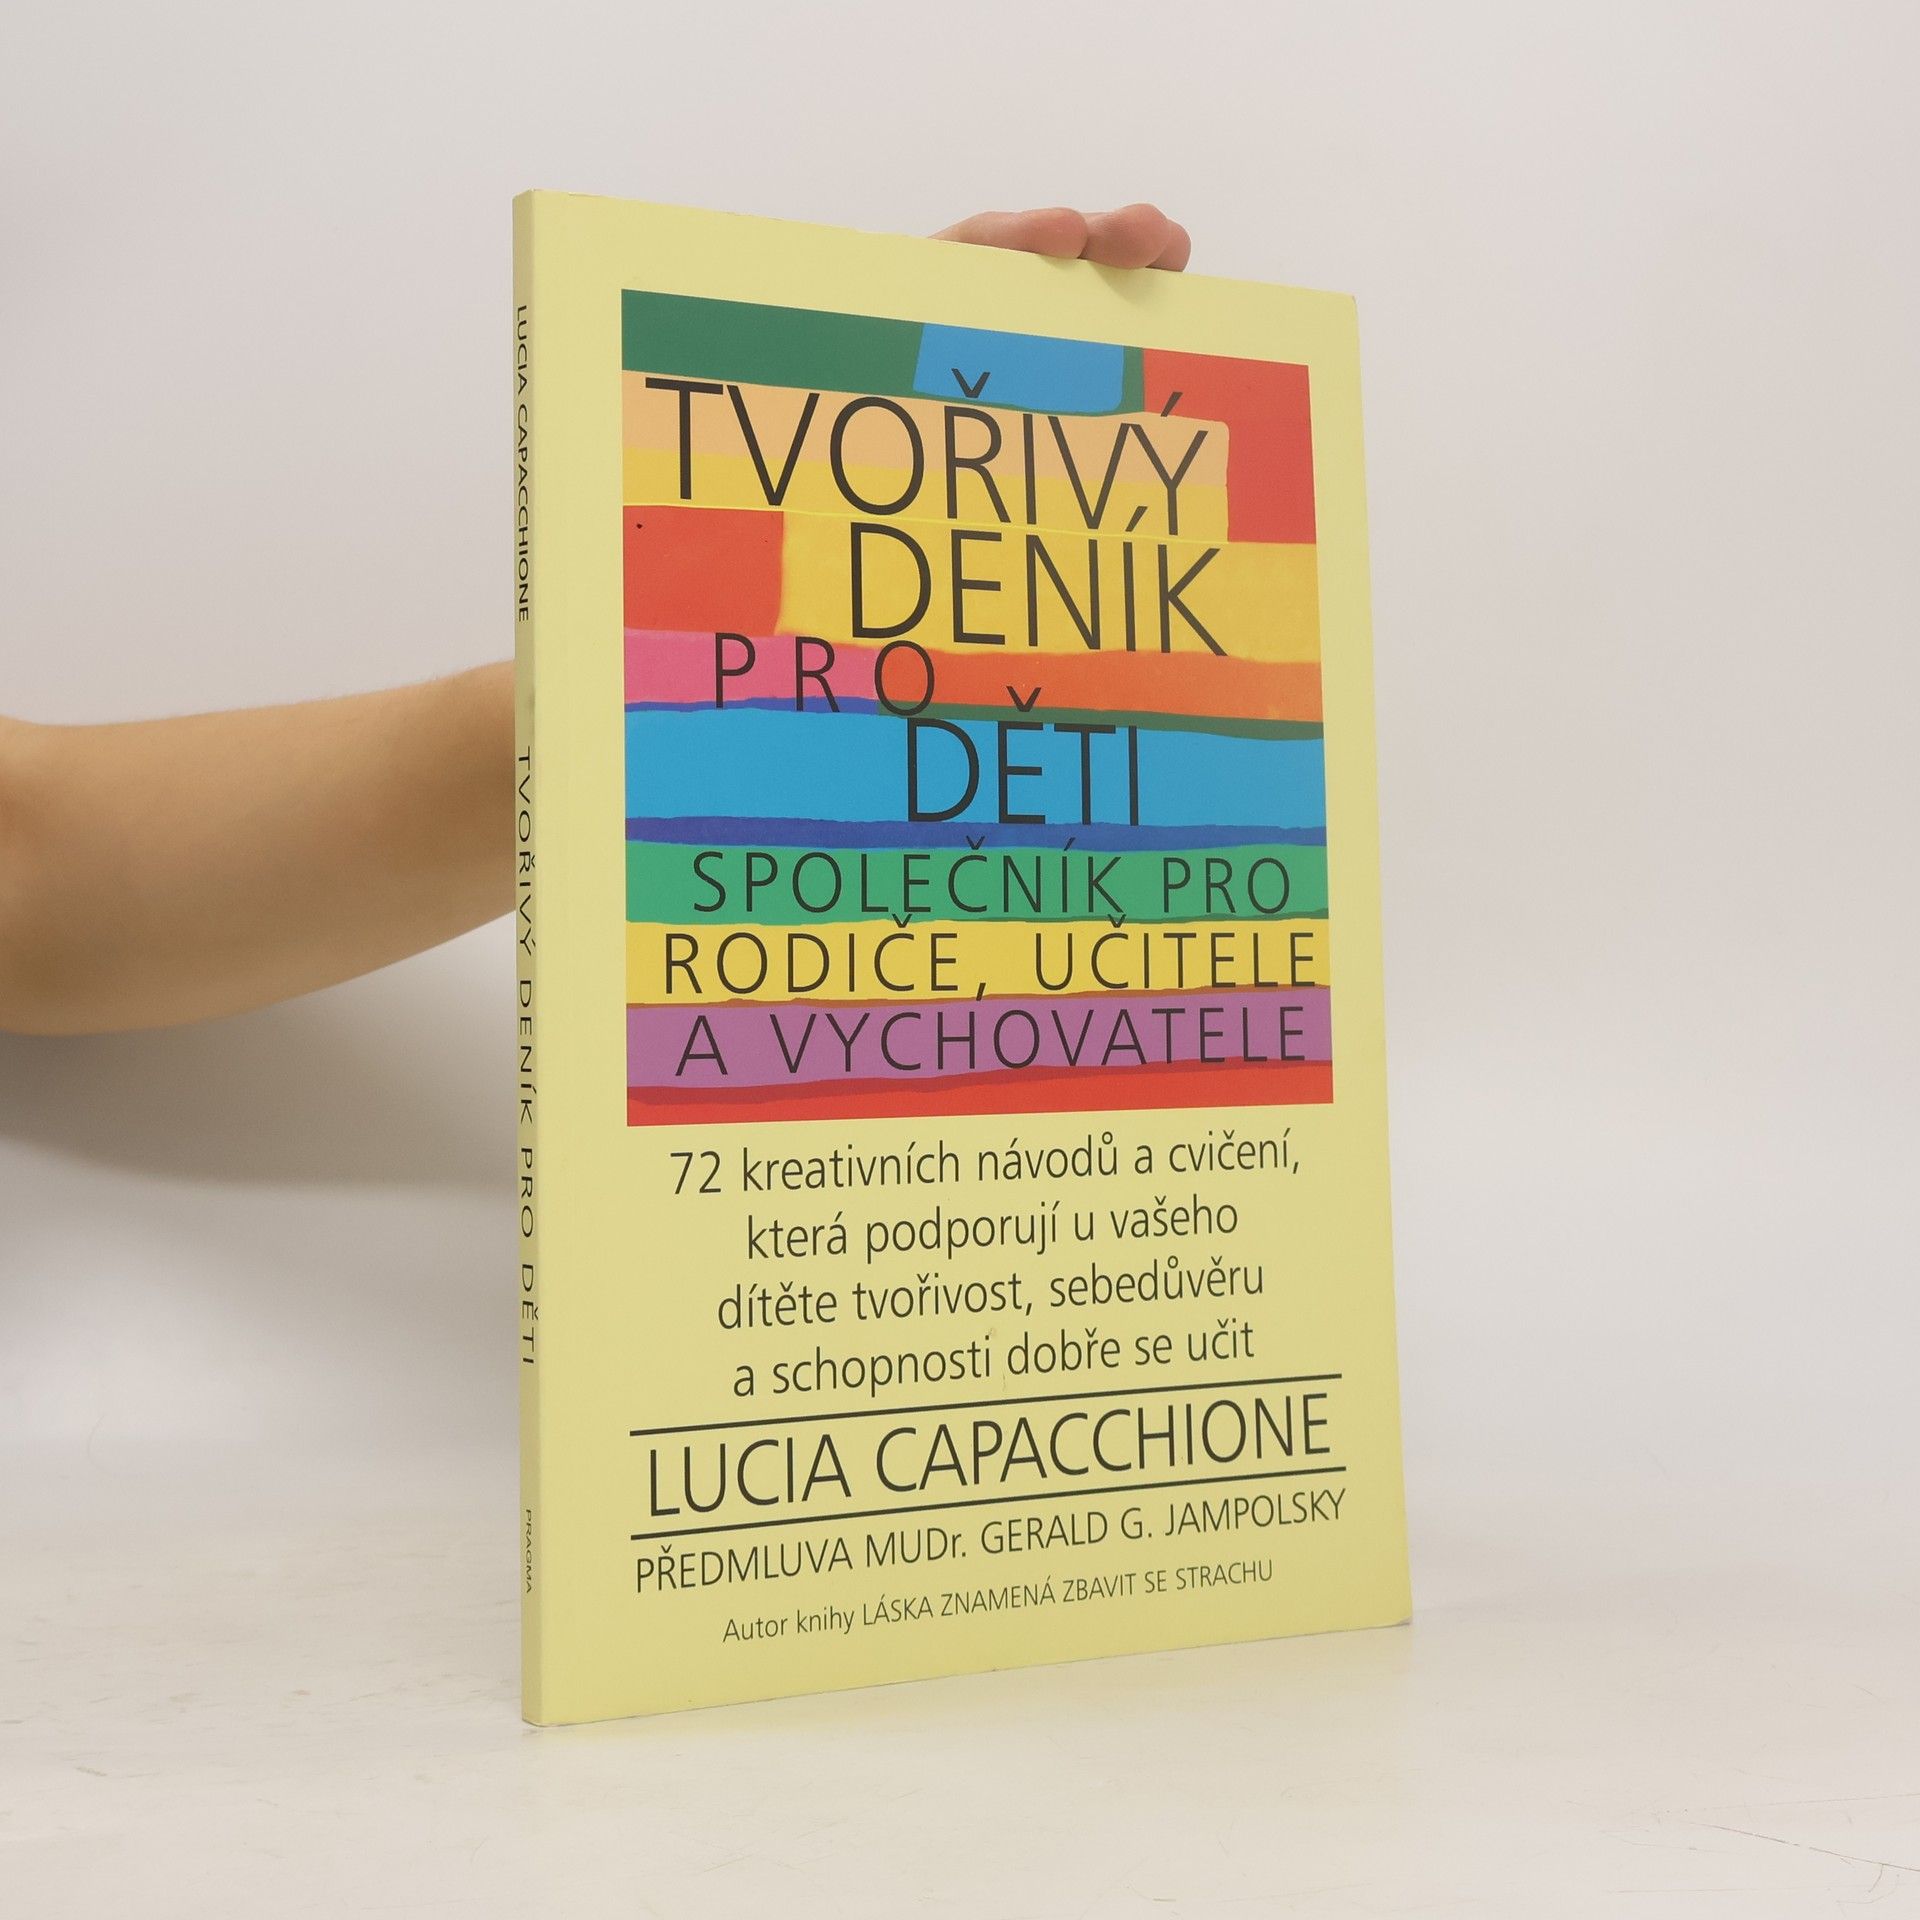 TVOŘIVÝ
DENÍK
PRO
DĚTI
SPOLEČNÍK PRO
RODIČE, UČITELE
A VYCHOVATELE
72 kreativních návodů a cvičení,
která podporují u vašeho
dítěte tvořivost, sebedůvěru
a schopnosti dobře se učit
LUCIA CAPACCHIONE
PŘEDMLUVA MUDr. GERALD G. JAMPOLSKY
Autor knihy LÁSKA ZNAMENÁ ZBAVIT SE STRACHU
LUCIA CAPACCHIONE TVOŘIVÝ DENÍK PRO DĚTI PRAGMA